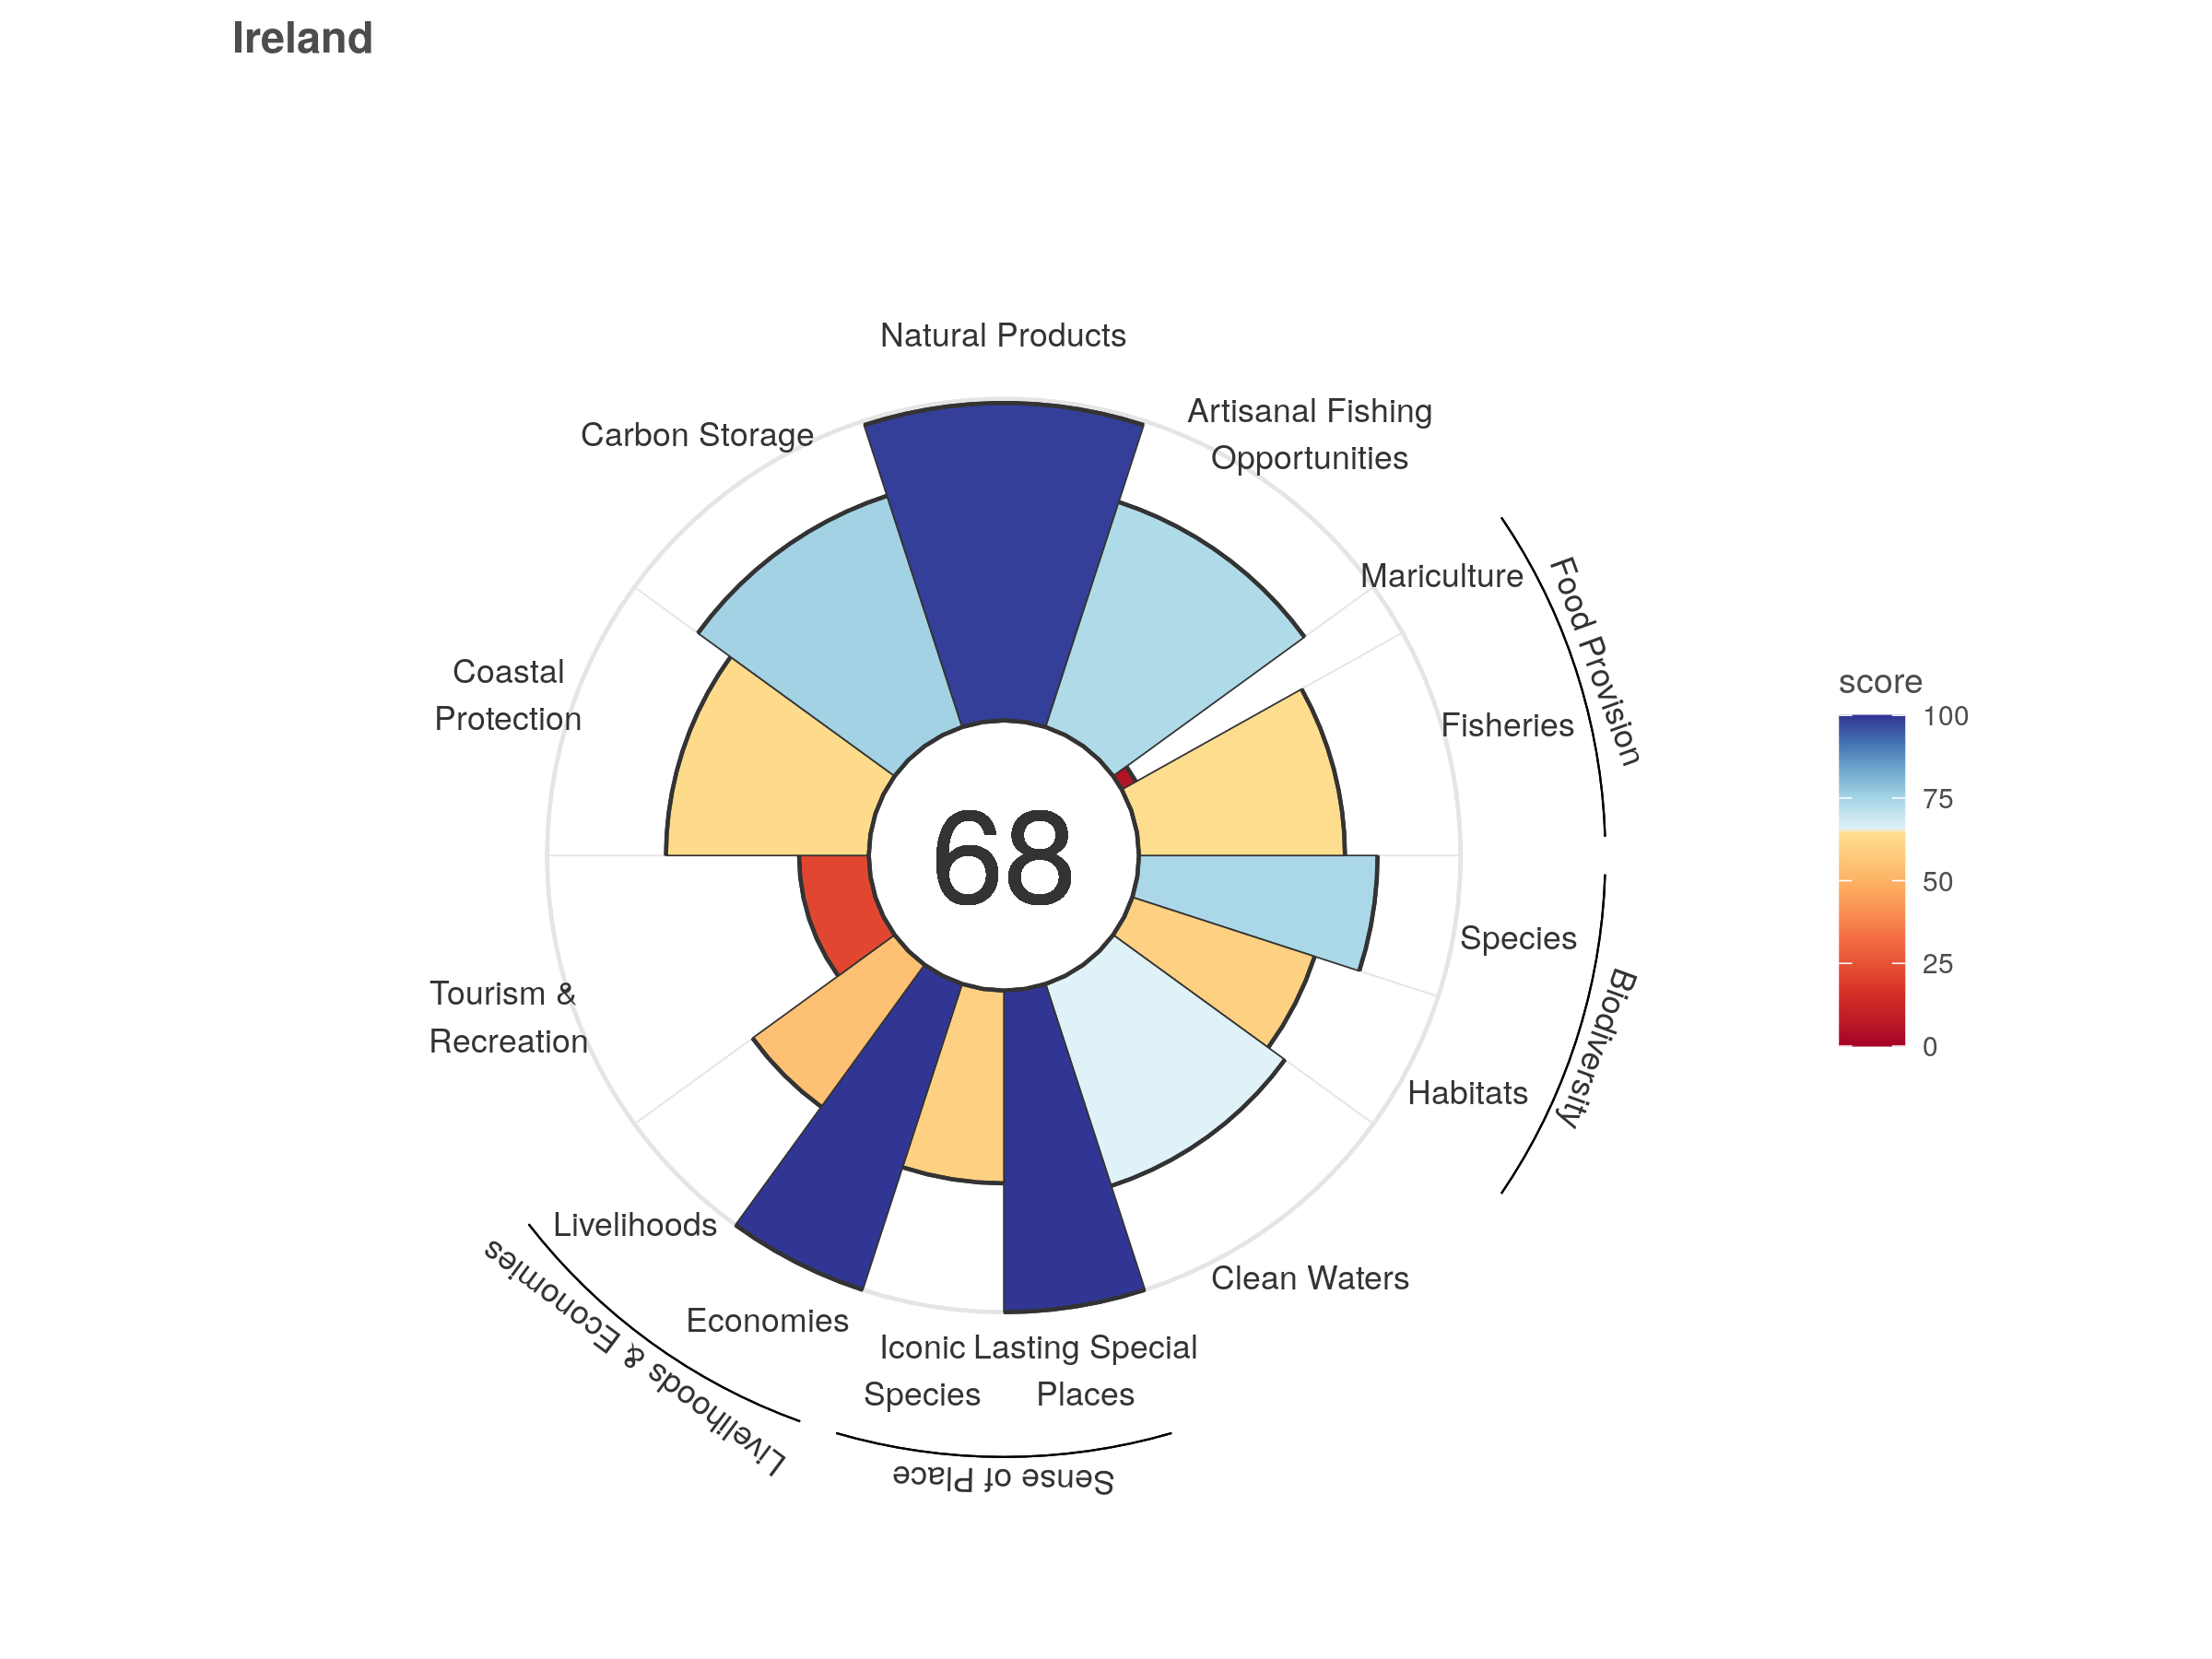 Ireland
Natural Products
Artisanal Fishing
Opportunities
Carbon Storage
Mariculture
Food Provision
Coastal
Protection
Fisheries
68
score
100
75
50
25
0
Species
Biodiversity
Tourism &
Recreation
Habitats
Livelihoods
Economies
Livelihoods & Economies
Clean Waters
Iconic
Species
Lasting Special
Places
Sense of Place